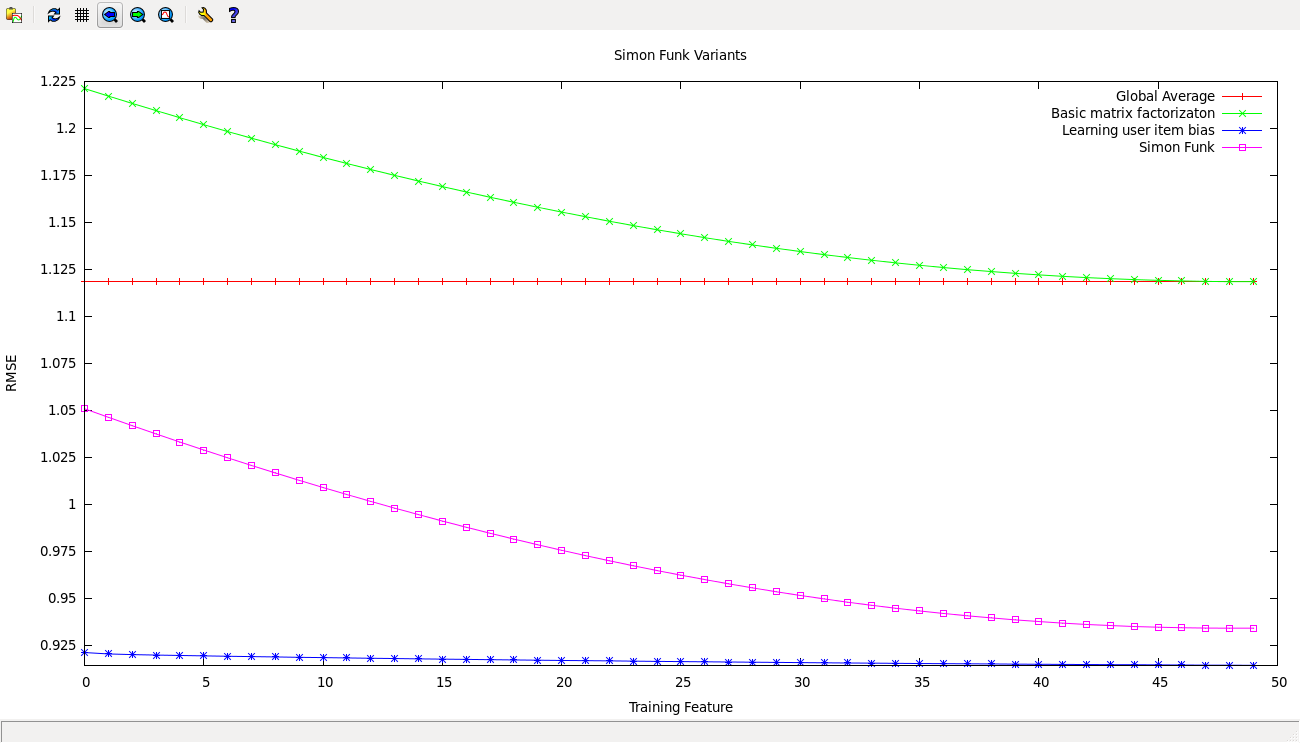 Simon Funk Variants
1.225
1.2
1.175
1.15
1.125
1.1
1.075
1.05
1.025
1
0.975
0.95
0.925
RMSE
Global Average
Basic matrix factorizaton
Learning user item bias
Simon Funk
0 5 10 15 20 25 30 35 40 45 50
Training Feature